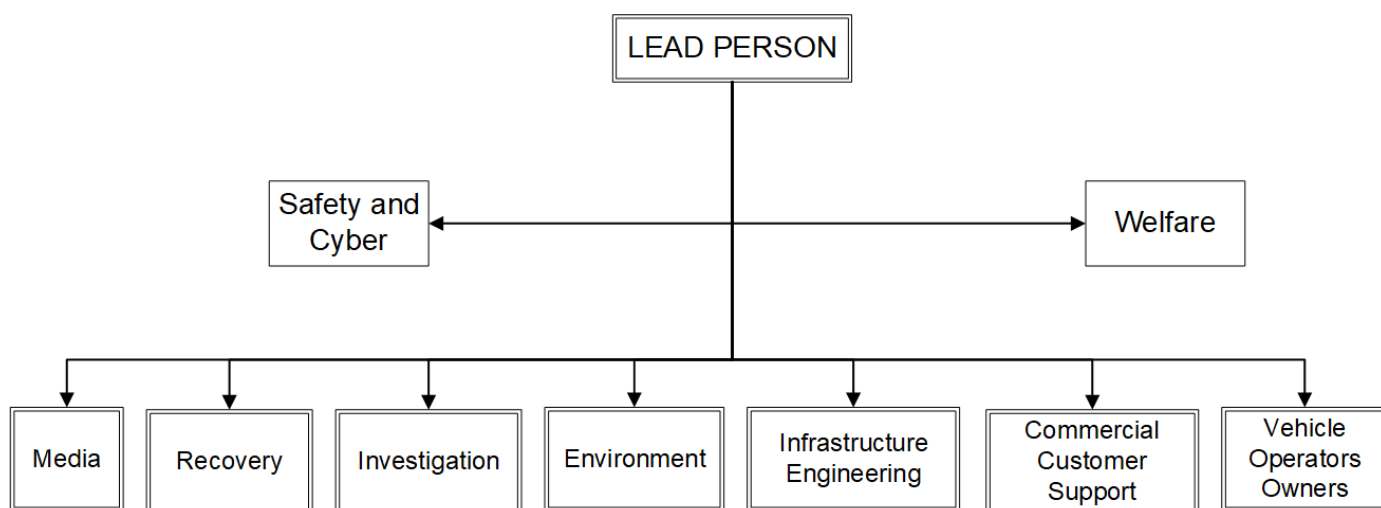 LEAD PERSON
Safety and
Cyber
Welfare
Media
Recovery
Investigation
Environment
Infrastructure
Engineering
Commercial
Customer
Support
Vehicle
Operators
Owners